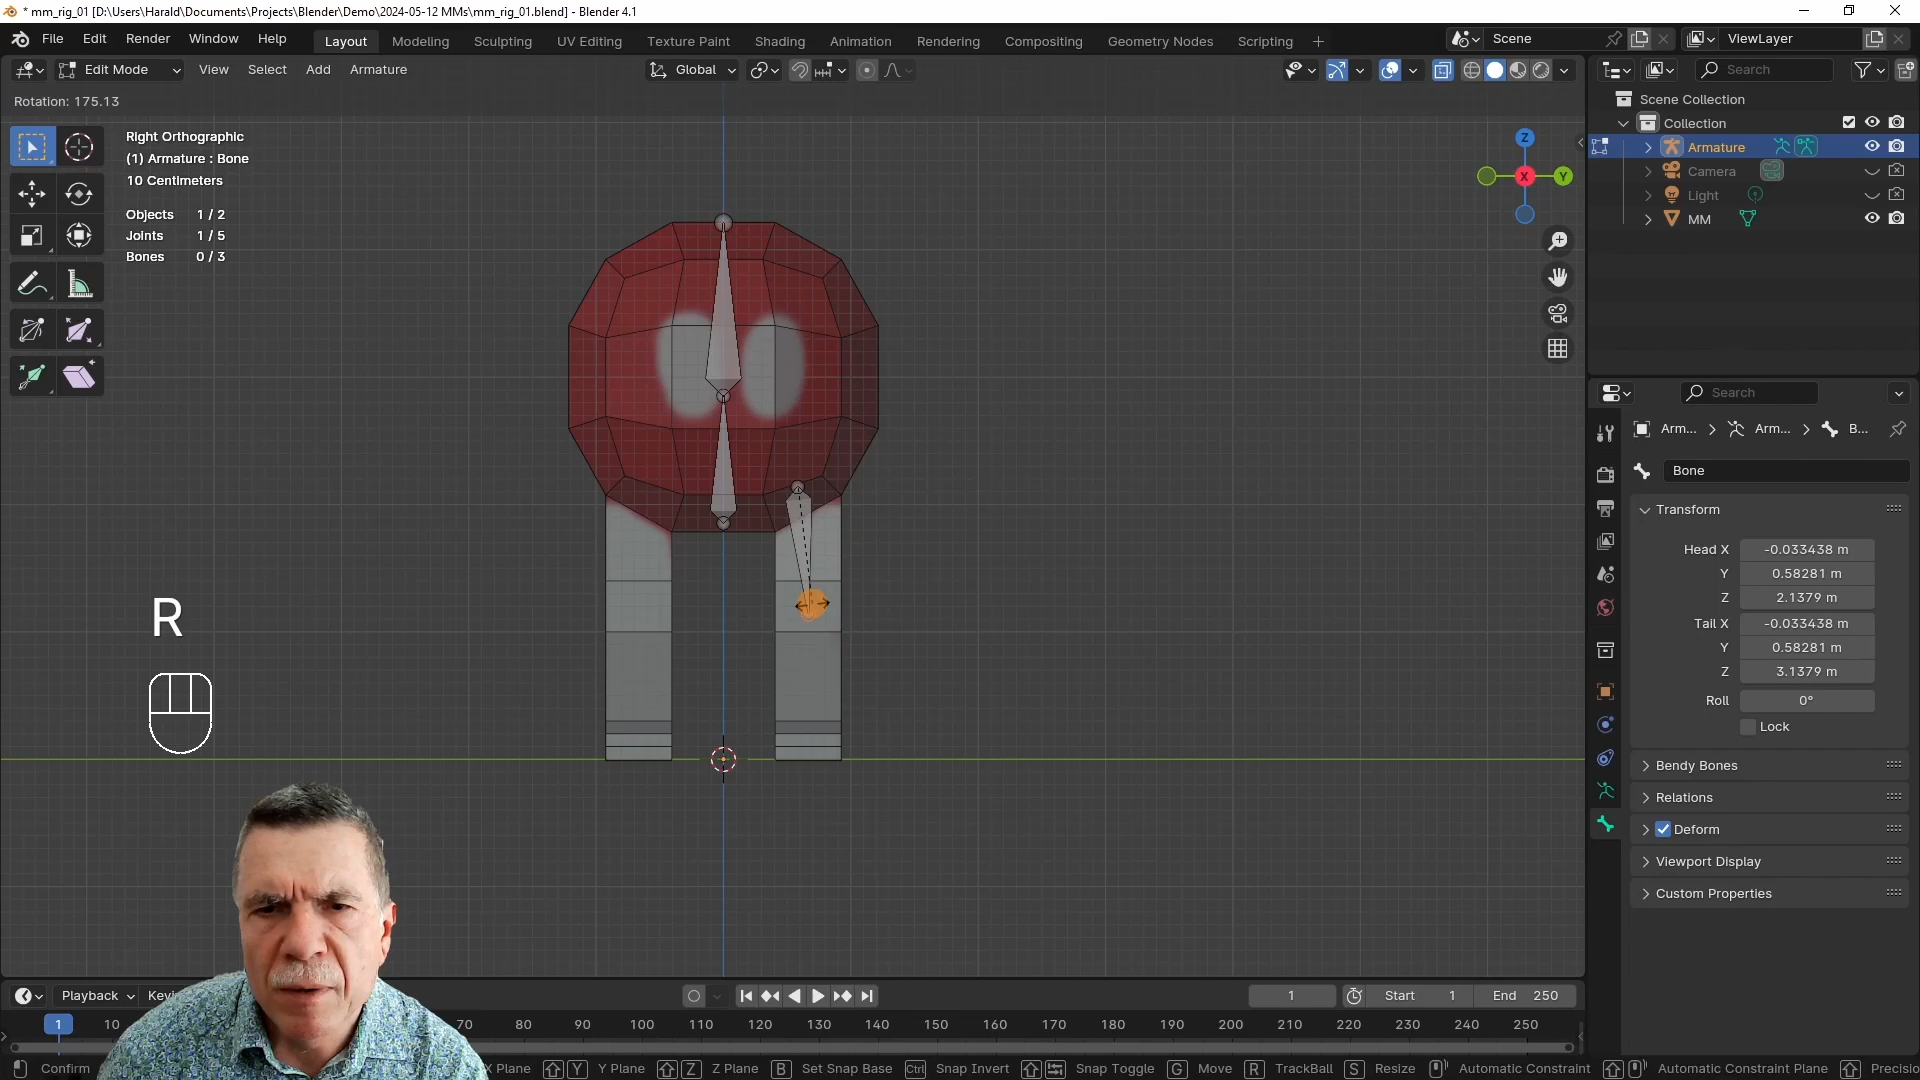 * mm_rig_01 [D:\Users\Harald\Documents\Projects\Blender\Demo\2024-05-12 MMs\mm_rig_01.blend] - Blender 4.1
File Edit Render Window Help Layout Modeling Sculpting UV Editing Texture Paint Shading Animation Rendering Compositing Geometry Nodes Scripting + Scene ViewLayer
Edit Mode View Select Add Armature Global Search
Rotation: 175.13
Scene Collection
Collection
Armature
Camera
Light
MM
Right Orthographic
(1) Armature : Bone
10 Centimeters
Objects 1 / 2
Joints 1 / 5
Bones 0 / 3
Z
X
Y
R
Search
Arm... Arm... B...
Bone
Transform
Head X -0.033438 m
Y 0.58281 m
Z 2.1379 m
Tail X -0.033438 m
Y 0.58281 m
Z 3.1379 m
Roll 0°
Lock
Bendy Bones
Relations
Deform
Viewport Display
Custom Properties
Playback Keyi 1 Start 1 End 250
1 10 70 80 90 100 110 120 130 140 150 160 170 180 190 200 210 220 230 240 250
Confirm X Plane Y Y Plane Z Z Plane B Set Snap Base Ctrl Snap Invert Snap Toggle G Move R TrackBall S Resize Automatic Constraint Automatic Constraint Plane Precisio